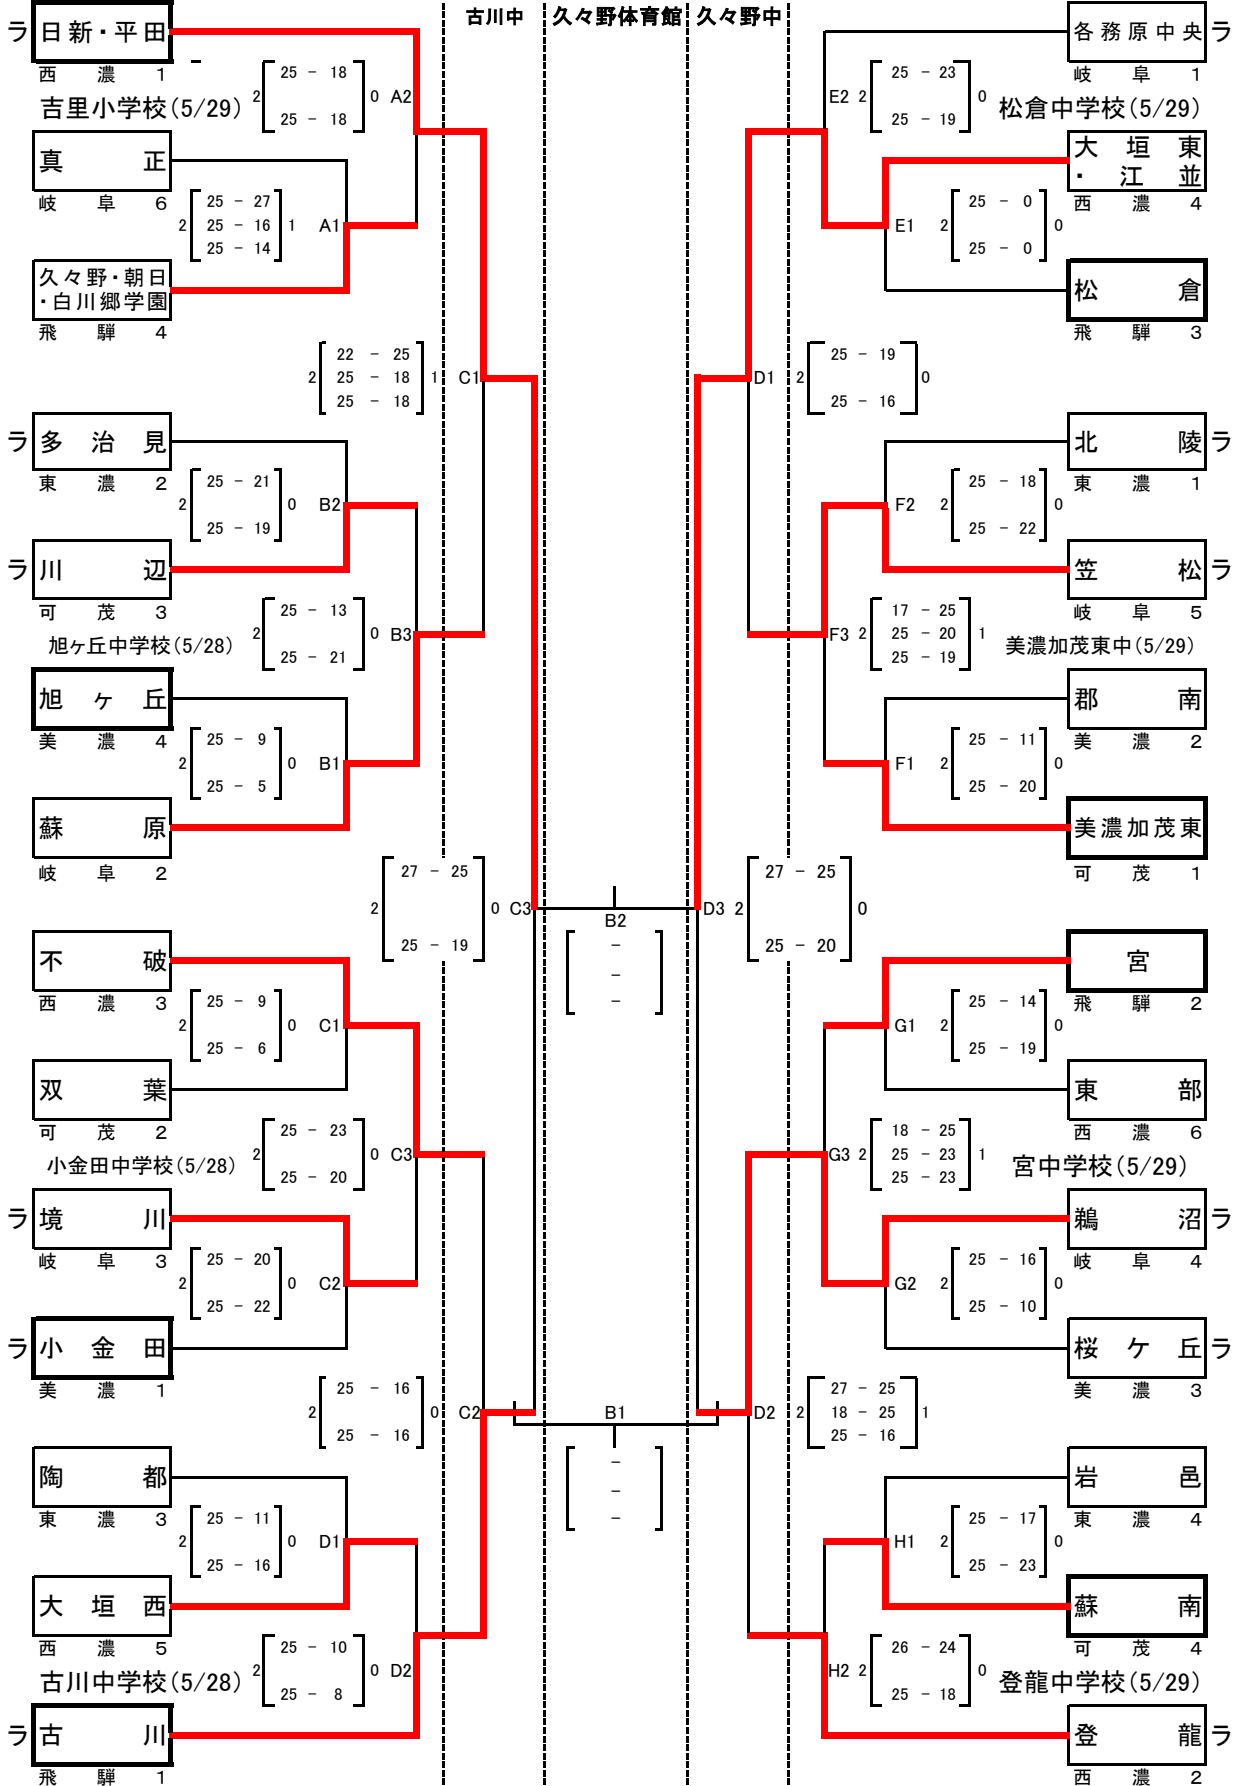 古川中 久々野体育館 久々野中
ラ 日新・平田
西濃1
吉里小学校(5/29)
2 25 - 18 0 A2
25 - 18
真正
岐阜6
25 - 27
2 25 - 16 1 A1
25 - 14
久々野・朝日
・白川郷学園
飛騨4
22 - 25
2 25 - 18 1 C1
25 - 18
ラ 多治見
東濃2
25 - 21
2 0 B2
25 - 19
ラ 川辺
可茂3
旭ヶ丘中学校(5/28)
25 - 13
2 0 B3
25 - 21
旭ヶ丘
美濃4
25 - 9
2 0 B1
25 - 5
蘇原
岐阜2
27 - 25
2 0 C3
25 - 19
不破
西濃3
25 - 9
2 0 C1
25 - 6
双葉
可茂2
小金田中学校(5/28)
25 - 23
2 0 C3
25 - 20
ラ 境川
岐阜3
25 - 20
2 0 C2
25 - 22
ラ 小金田
美濃1
25 - 16
2 0 C2
25 - 16
陶都
東濃3
25 - 11
2 0 D1
25 - 16
大垣西
西濃5
古川中学校(5/28)
25 - 10
2 0 D2
25 - 8
ラ 古川
飛騨1
B2
-
-
-
B1
-
-
-
各務原中央 ラ
岐阜1
25 - 23
E2 2 0
25 - 19
松倉中学校(5/29)
大垣東
・江並
西濃4
25 - 0
E1 2 0
25 - 0
松倉
飛騨3
25 - 19
D1 2 0
25 - 16
北陵 ラ
東濃1
25 - 18
F2 2 0
25 - 22
笠松 ラ
岐阜5
17 - 25
F3 2 25 - 20 1
25 - 19
美濃加茂東中(5/29)
郡南
美濃2
25 - 11
F1 2 0
25 - 20
美濃加茂東
可茂1
27 - 25
D3 2 0
25 - 20
宮
飛騨2
25 - 14
G1 2 0
25 - 19
東部
西濃6
18 - 25
G3 2 25 - 23 1
25 - 23
宮中学校(5/29)
鵜沼 ラ
岐阜4
25 - 16
G2 2 0
25 - 10
桜ケ丘 ラ
美濃3
27 - 25
D2 2 18 - 25 1
25 - 16
岩邑
東濃4
25 - 17
H1 2 0
25 - 23
蘇南
可茂4
26 - 24
H2 2 0
25 - 18
登龍中学校(5/29)
登龍 ラ
西濃2